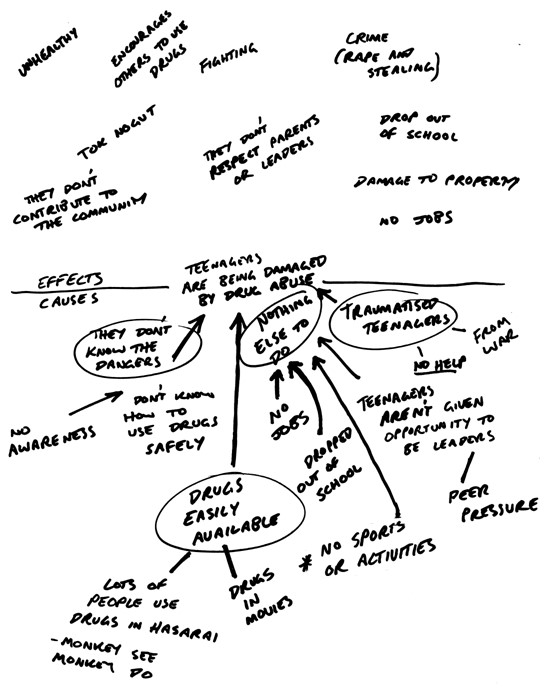 UNHEALTHY
ENCOURAGES
OTHERS TO USE
DRUGS
FIGHTING
CRIME
(RAPE AND
STEALING)
TOK NOGUT
THEY DON'T
RESPECT PARENTS
OR LEADERS
DROP OUT
OF SCHOOL
THEY DON'T
CONTRIBUTE TO
THE COMMUNITY
DAMAGE TO PROPERTY
NO JOBS
EFFECTS
CAUSES
TEENAGERS
ARE BEING DAMAGED
BY DRUG ABUSE
THEY DON'T
KNOW THE
DANGERS
NOTHING
ELSE TO
DO
TRAUMATISED
TEENAGERS
FROM
WAR
NO HELP
NO
AWARENESS
DON'T KNOW
HOW TO
USE DRUGS
SAFELY
NO
JOBS
DROPPED
OUT OF
SCHOOL
TEENAGERS
AREN'T GIVEN
OPPORTUNITY TO
BE LEADERS
PEER
PRESSURE
DRUGS
EASILY
AVAILABLE
* NO SPORTS
OR ACTIVITIES
LOTS OF
PEOPLE USE
DRUGS IN HASARAI
- MONKEY SEE
MONKEY DO
DRUGS
IN
MOVIES